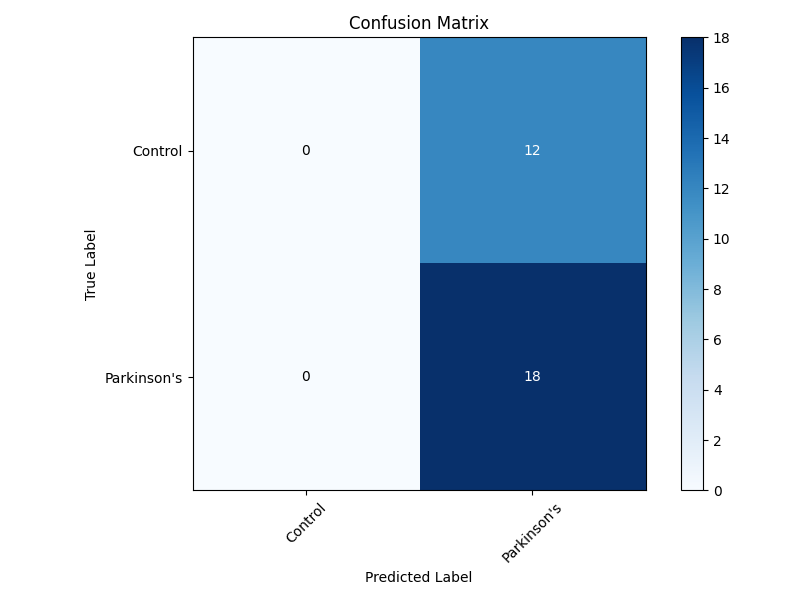 Confusion Matrix
True Label
Control
0
12
Parkinson's
0
18
Control
Parkinson's
Predicted Label
18
16
14
12
10
8
6
4
2
0